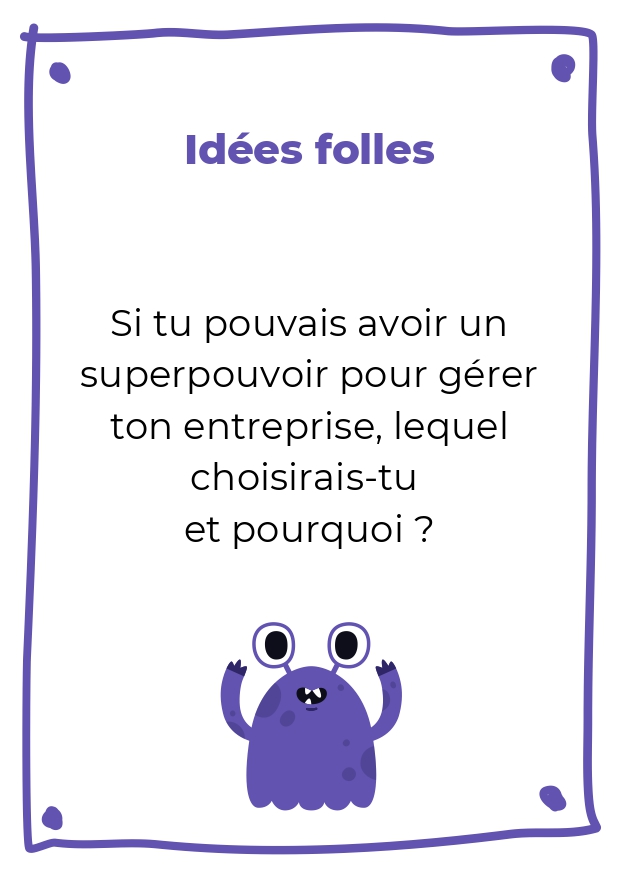 Idées folles
Si tu pouvais avoir un
superpouvoir pour gérer
ton entreprise, lequel
choisirais-tu
et pourquoi ?